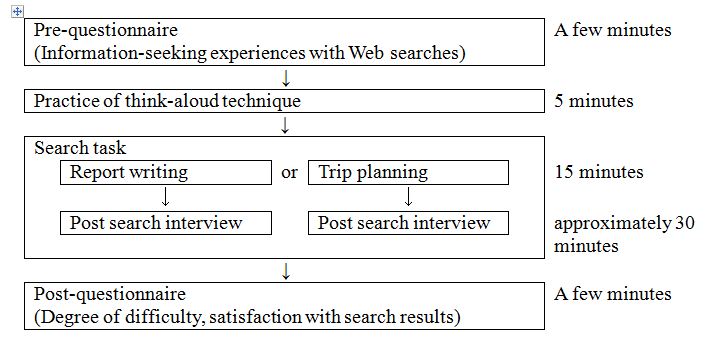 Pre-questionnaire
(Information-seeking experiences with Web searches)
A few minutes
↓
Practice of think-aloud technique
5 minutes
↓
Search task
Report writing or Trip planning
15 minutes
↓ ↓
Post search interview Post search interview
approximately 30
minutes
↓
Post-questionnaire
(Degree of difficulty, satisfaction with search results)
A few minutes